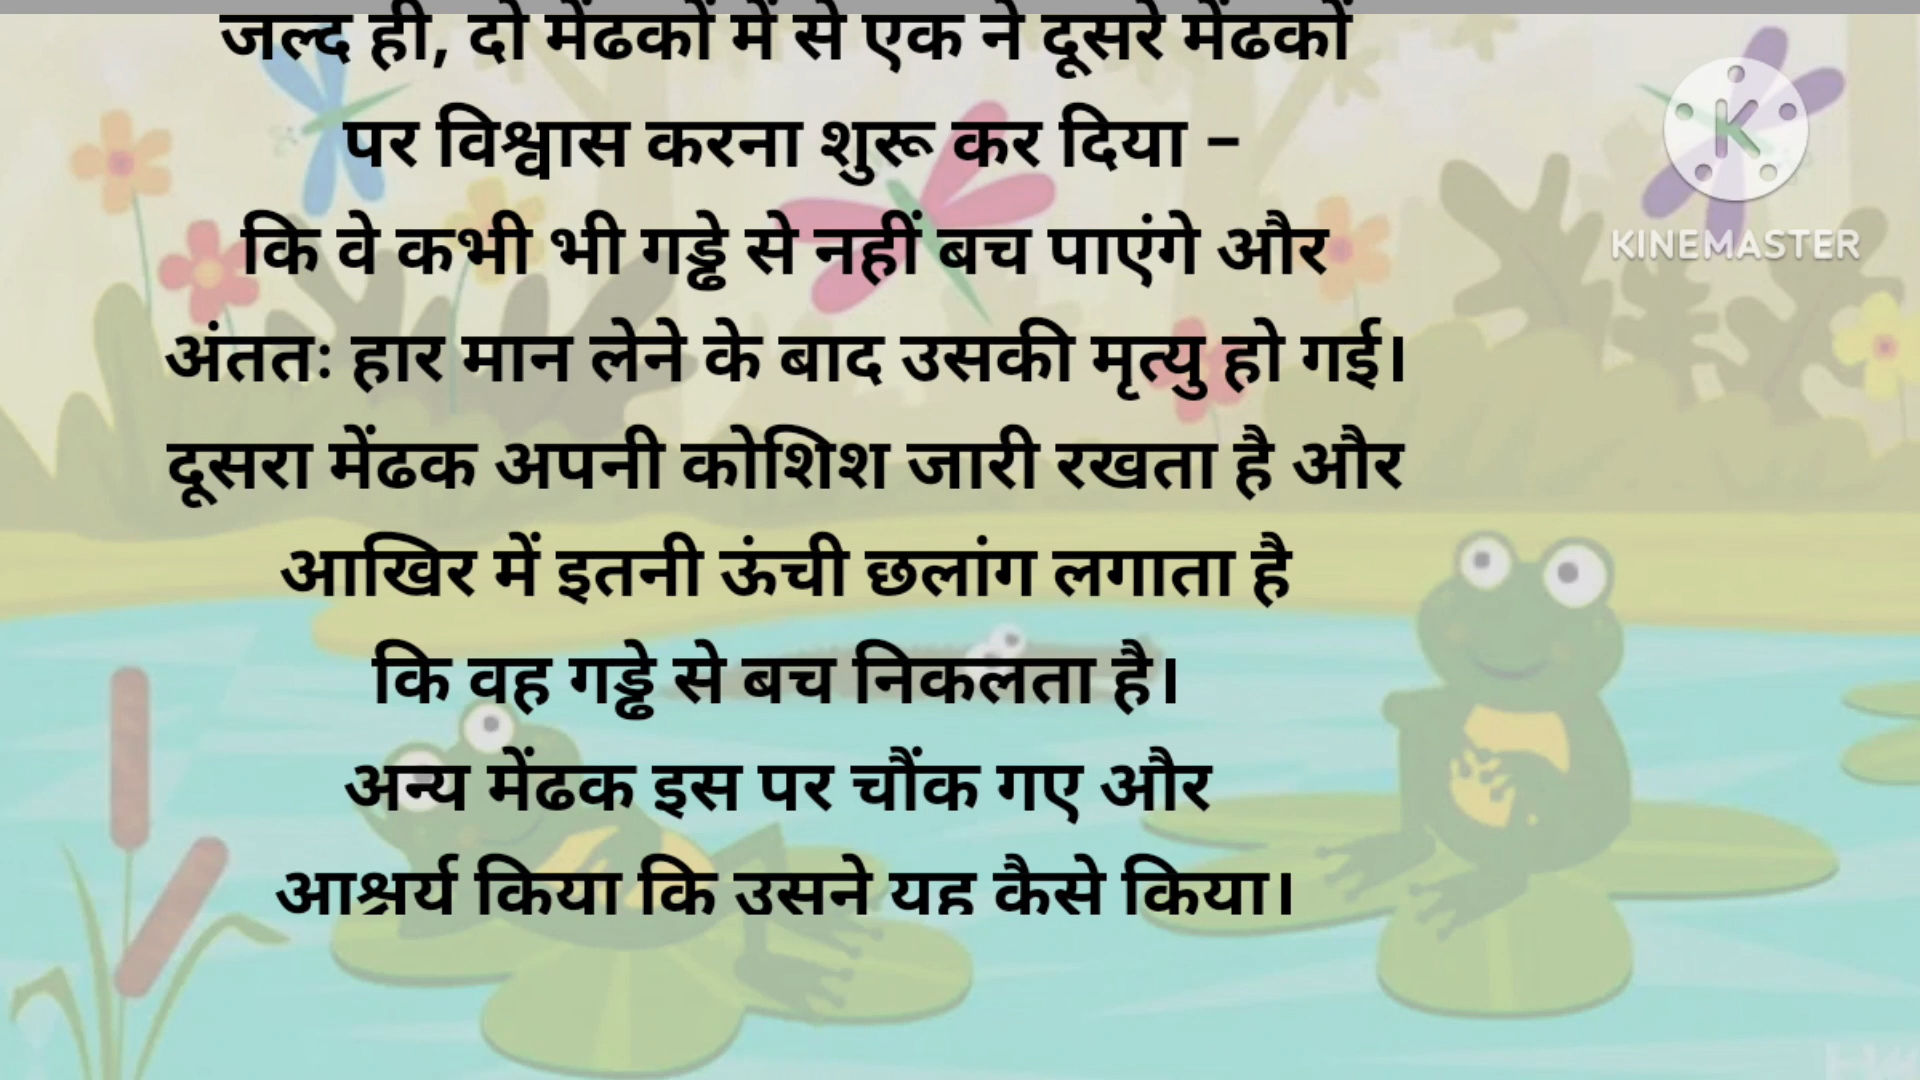 जल्द ही, दो मेंढकों में से एक ने दूसरे मेंढकों
पर विश्वास करना शुरू कर दिया –
कि वे कभी भी गड्ढे से नहीं बच पाएंगे और
अंततः हार मान लेने के बाद उसकी मृत्यु हो गई।
दूसरा मेंढक अपनी कोशिश जारी रखता है और
आखिर में इतनी ऊंची छलांग लगाता है
कि वह गड्ढे से बच निकलता है।
अन्य मेंढक इस पर चौंक गए और
आश्चर्य किया कि उसने यह कैसे किया।
K
KINEMASTER